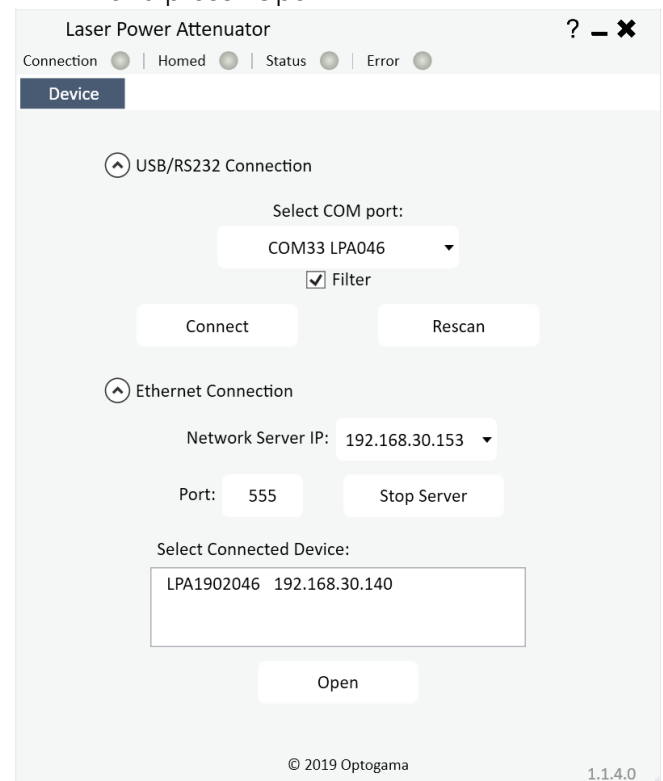 Laser Power Attenuator ?
Connection | Homed | Status | Error
Device
USB/RS232 Connection
Select COM port:
COM33 LPA046
Filter
Connect Rescan
Ethernet Connection
Network Server IP: 192.168.30.153
Port: 555 Stop Server
Select Connected Device:
LPA1902046 192.168.30.140
Open
© 2019 Optogama
1.1.4.0